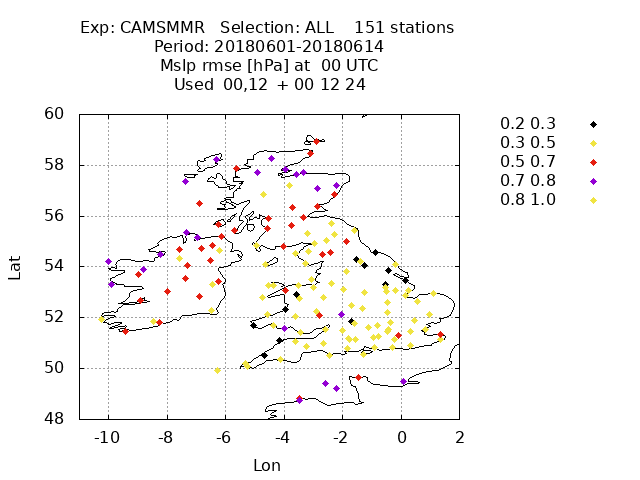 Exp: CAMSMMR Selection: ALL 151 stations
Period: 20180601-20180614
Mslp rmse [hPa] at 00 UTC
Used 00,12 + 00 12 24
60
58
56
54
52
50
48
Lat
-10 -8 -6 -4 -2 0 2
Lon
0.2 0.3
0.3 0.5
0.5 0.7
0.7 0.8
0.8 1.0